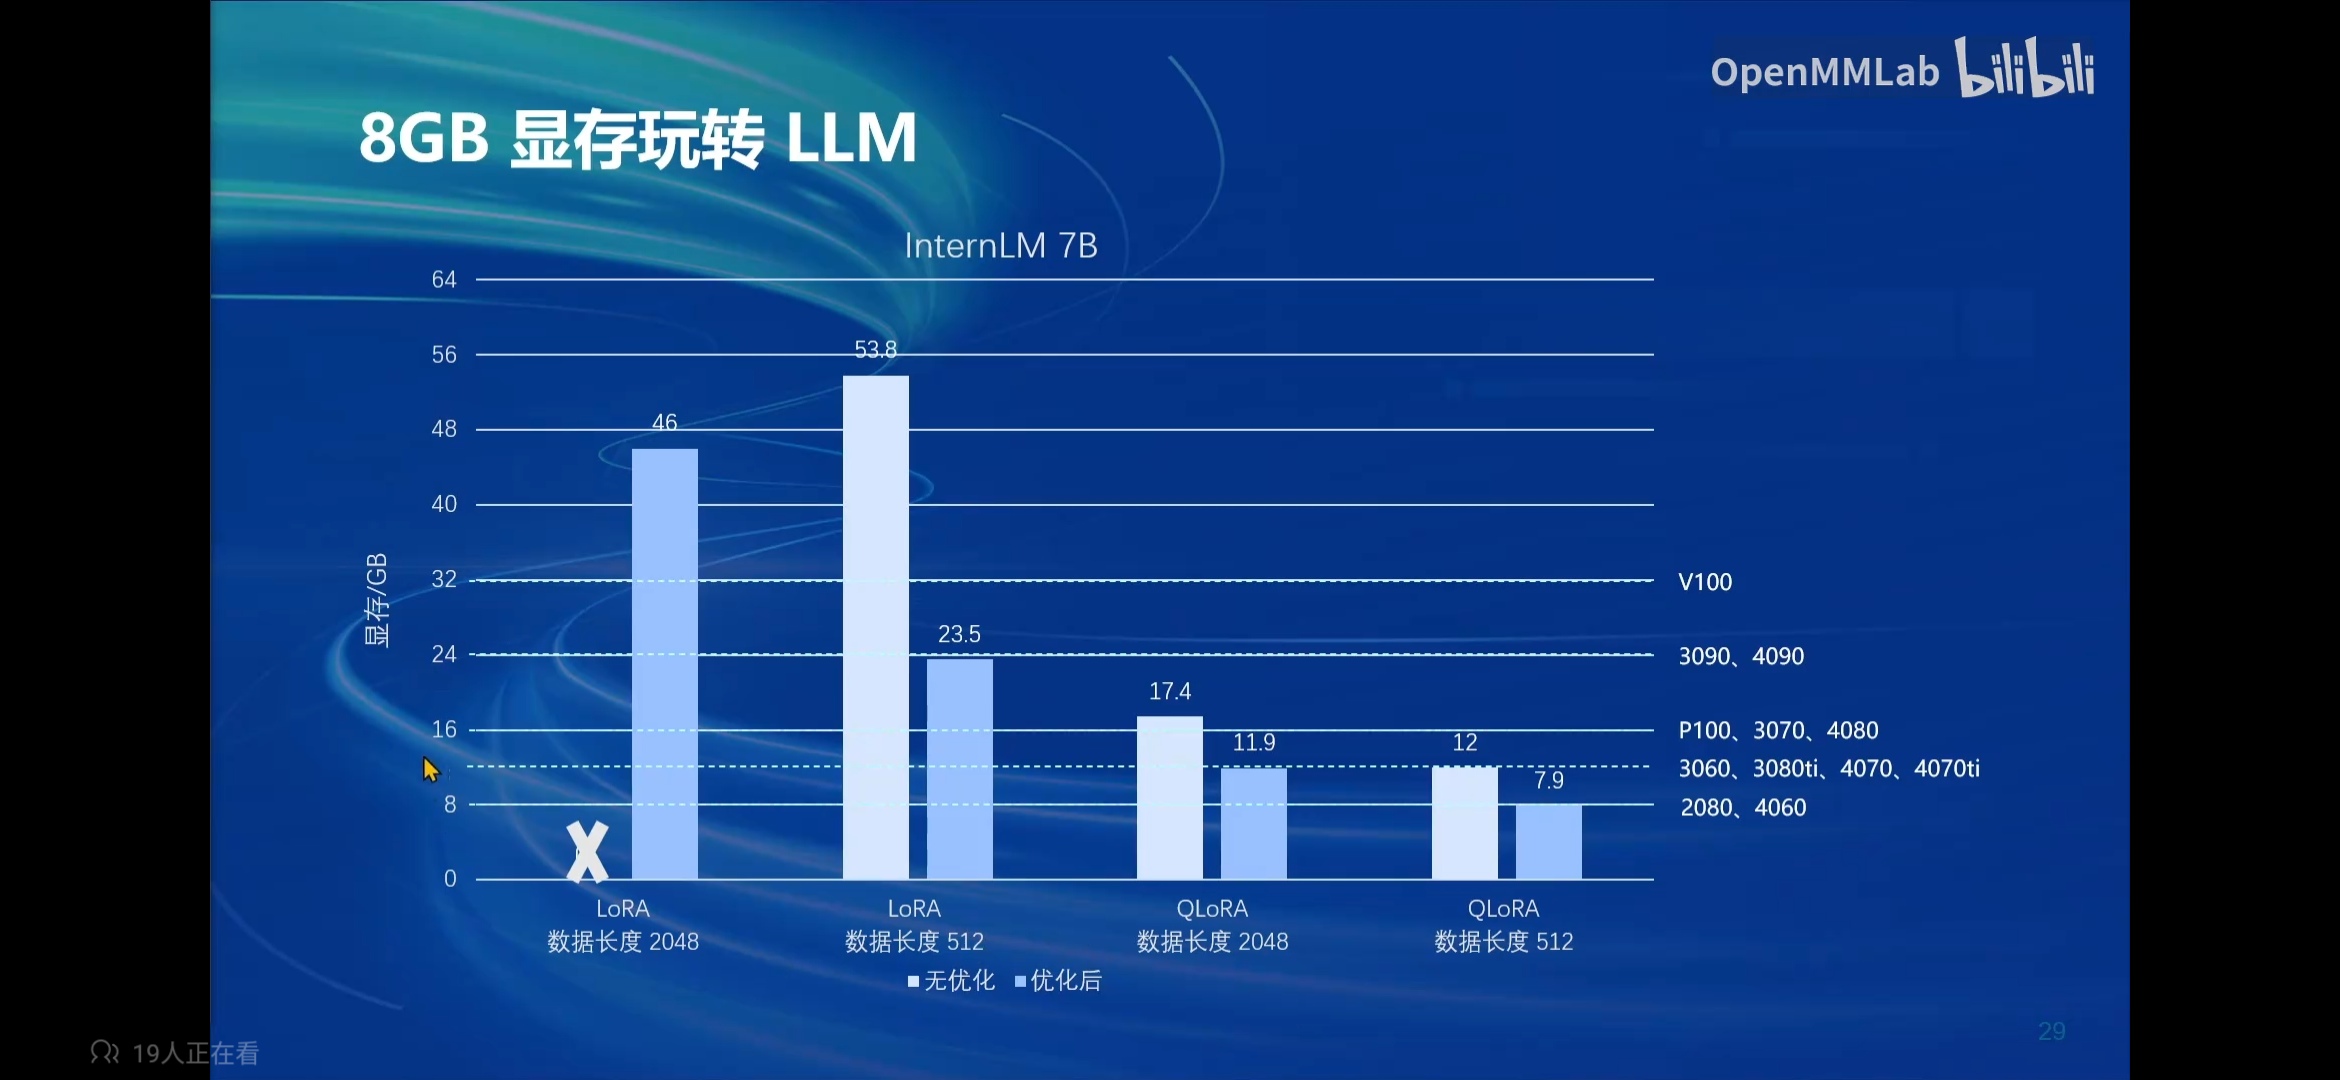 OpenMMLab bilibili
8GB 显存玩转 LLM
InternLM 7B
显存/GB
64
56
48
40
32
24
16
8
0
46
53.8
23.5
17.4
11.9
12
7.9
V100
3090、4090
P100、3070、4080
3060、3080ti、4070、4070ti
2080、4060
LoRA
数据长度 2048
LoRA
数据长度 512
QLoRA
数据长度 2048
QLoRA
数据长度 512
无优化 优化后
29
19人正在看